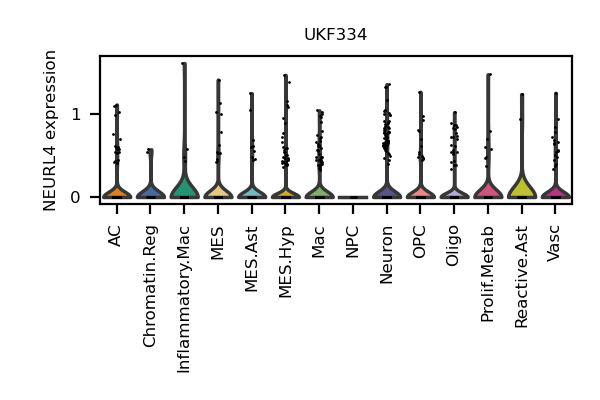 UKF334
NEURL4 expression
1
0
AC
Chromatin.Reg
Inflammatory.Mac
MES
MES.Ast
MES.Hyp
Mac
NPC
Neuron
OPC
Oligo
Prolif.Metab
Reactive.Ast
Vasc